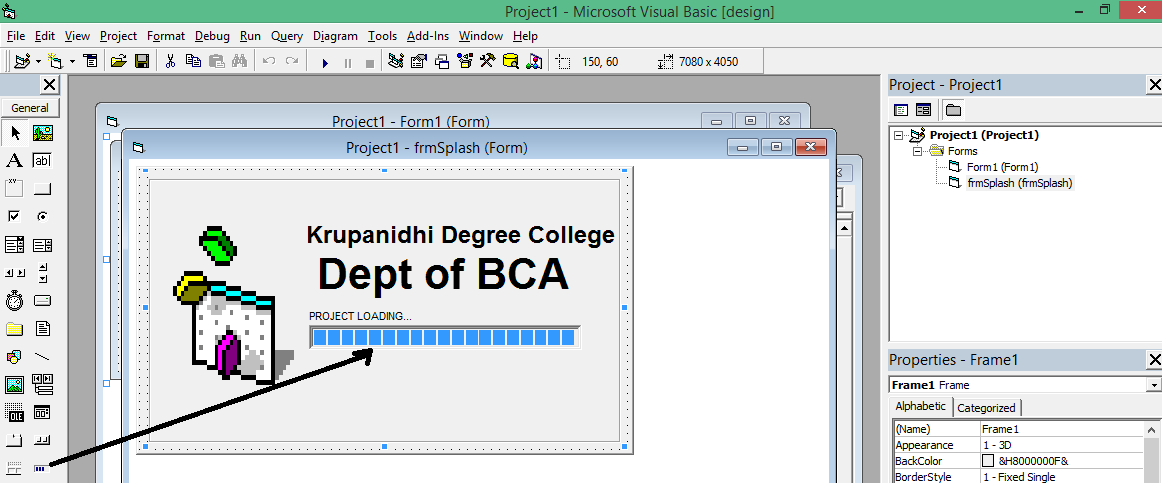 Project1 - Microsoft Visual Basic [design]
File Edit View Project Format Debug Run Query Diagram Tools Add-Ins Window Help
150, 60 7080 x 4050
General
A ab
xy
OLE
Project1 - Form1 (Form)
Project1 - frmSplash (Form)
Krupanidhi Degree College
Dept of BCA
PROJECT LOADING...
Project - Project1
Project1 (Project1)
Forms
Form1 (Form1)
frmSplash (frmSplash)
Properties - Frame1
Frame1 Frame
Alphabetic Categorized
(Name) Frame1
Appearance 1 - 3D
BackColor &H8000000F&
BorderStyle 1 - Fixed Single